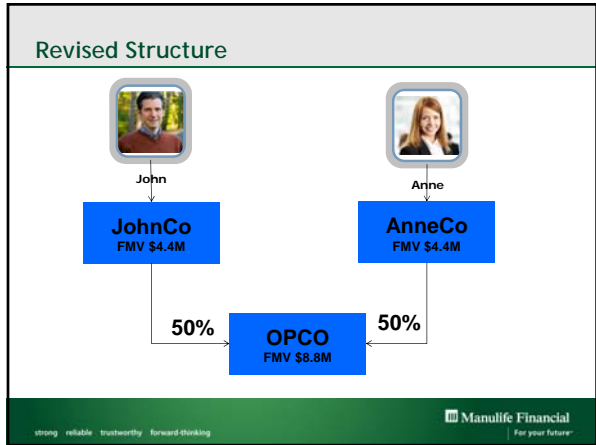 Revised Structure
John
Anne
JohnCo
FMV $4.4M
AnneCo
FMV $4.4M
50%
50%
OPCO
FMV $8.8M
strong reliable trustworthy forward-thinking
Manulife Financial
For your future™